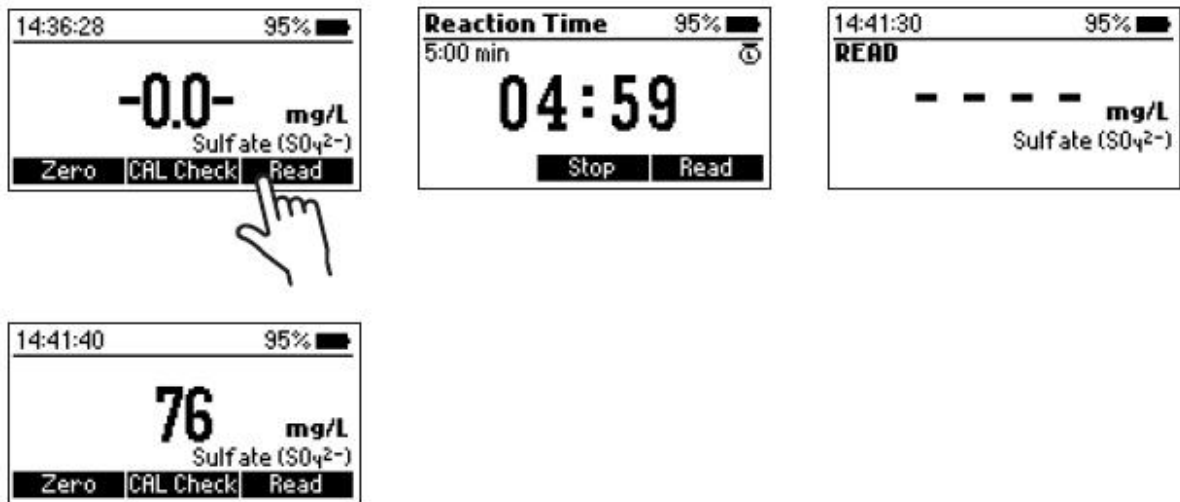 14:36:28 95%
-0.0- mg/L
Sulfate (SO₄²⁻)
Zero CAL Check Read
Reaction Time 95%
5:00 min
04:59
Stop Read
14:41:30 95%
READ
- - - - mg/L
Sulfate (SO₄²⁻)
14:41:40 95%
76 mg/L
Sulfate (SO₄²⁻)
Zero CAL Check Read